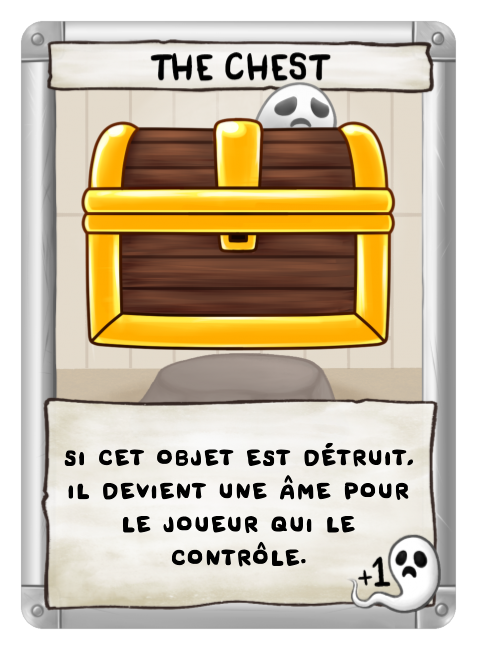 THE CHEST
SI CET OBJET EST DÉTRUIT.
IL DEVIENT UNE ÂME POUR
LE JOUEUR QUI LE
CONTRÔLE.
+1